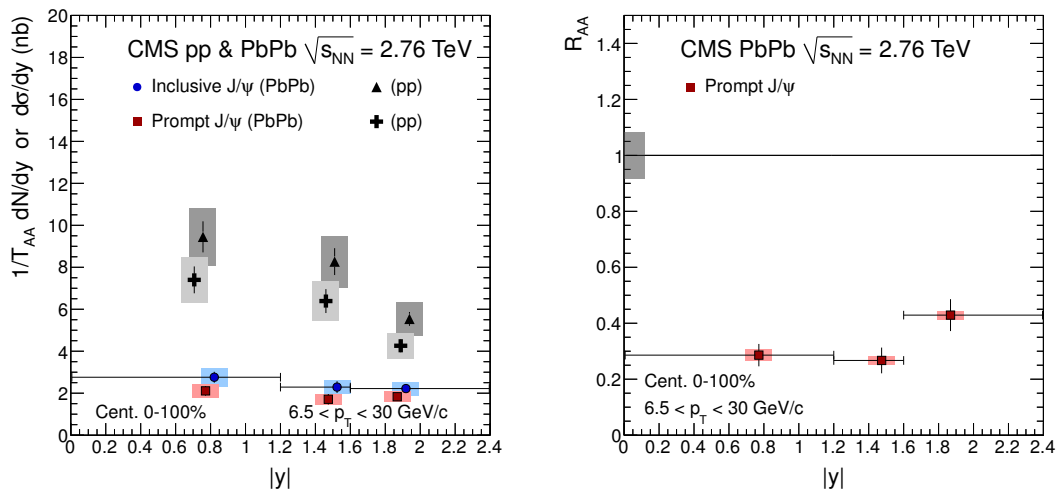 CMS pp & PbPb √s_NN = 2.76 TeV
Inclusive J/ψ (PbPb) (pp)
Prompt J/ψ (PbPb) (pp)
1/T_AA dN/dy or dσ/dy (nb)
20
18
16
14
12
10
8
6
4
2
0
Cent. 0-100% 6.5 < p_T < 30 GeV/c
0 0.2 0.4 0.6 0.8 1 1.2 1.4 1.6 1.8 2 2.2 2.4
|y|
R_AA
CMS PbPb √s_NN = 2.76 TeV
Prompt J/ψ
1.4
1.2
1
0.8
0.6
0.4
0.2
0
Cent. 0-100%
6.5 < p_T < 30 GeV/c
0 0.2 0.4 0.6 0.8 1 1.2 1.4 1.6 1.8 2 2.2 2.4
|y|